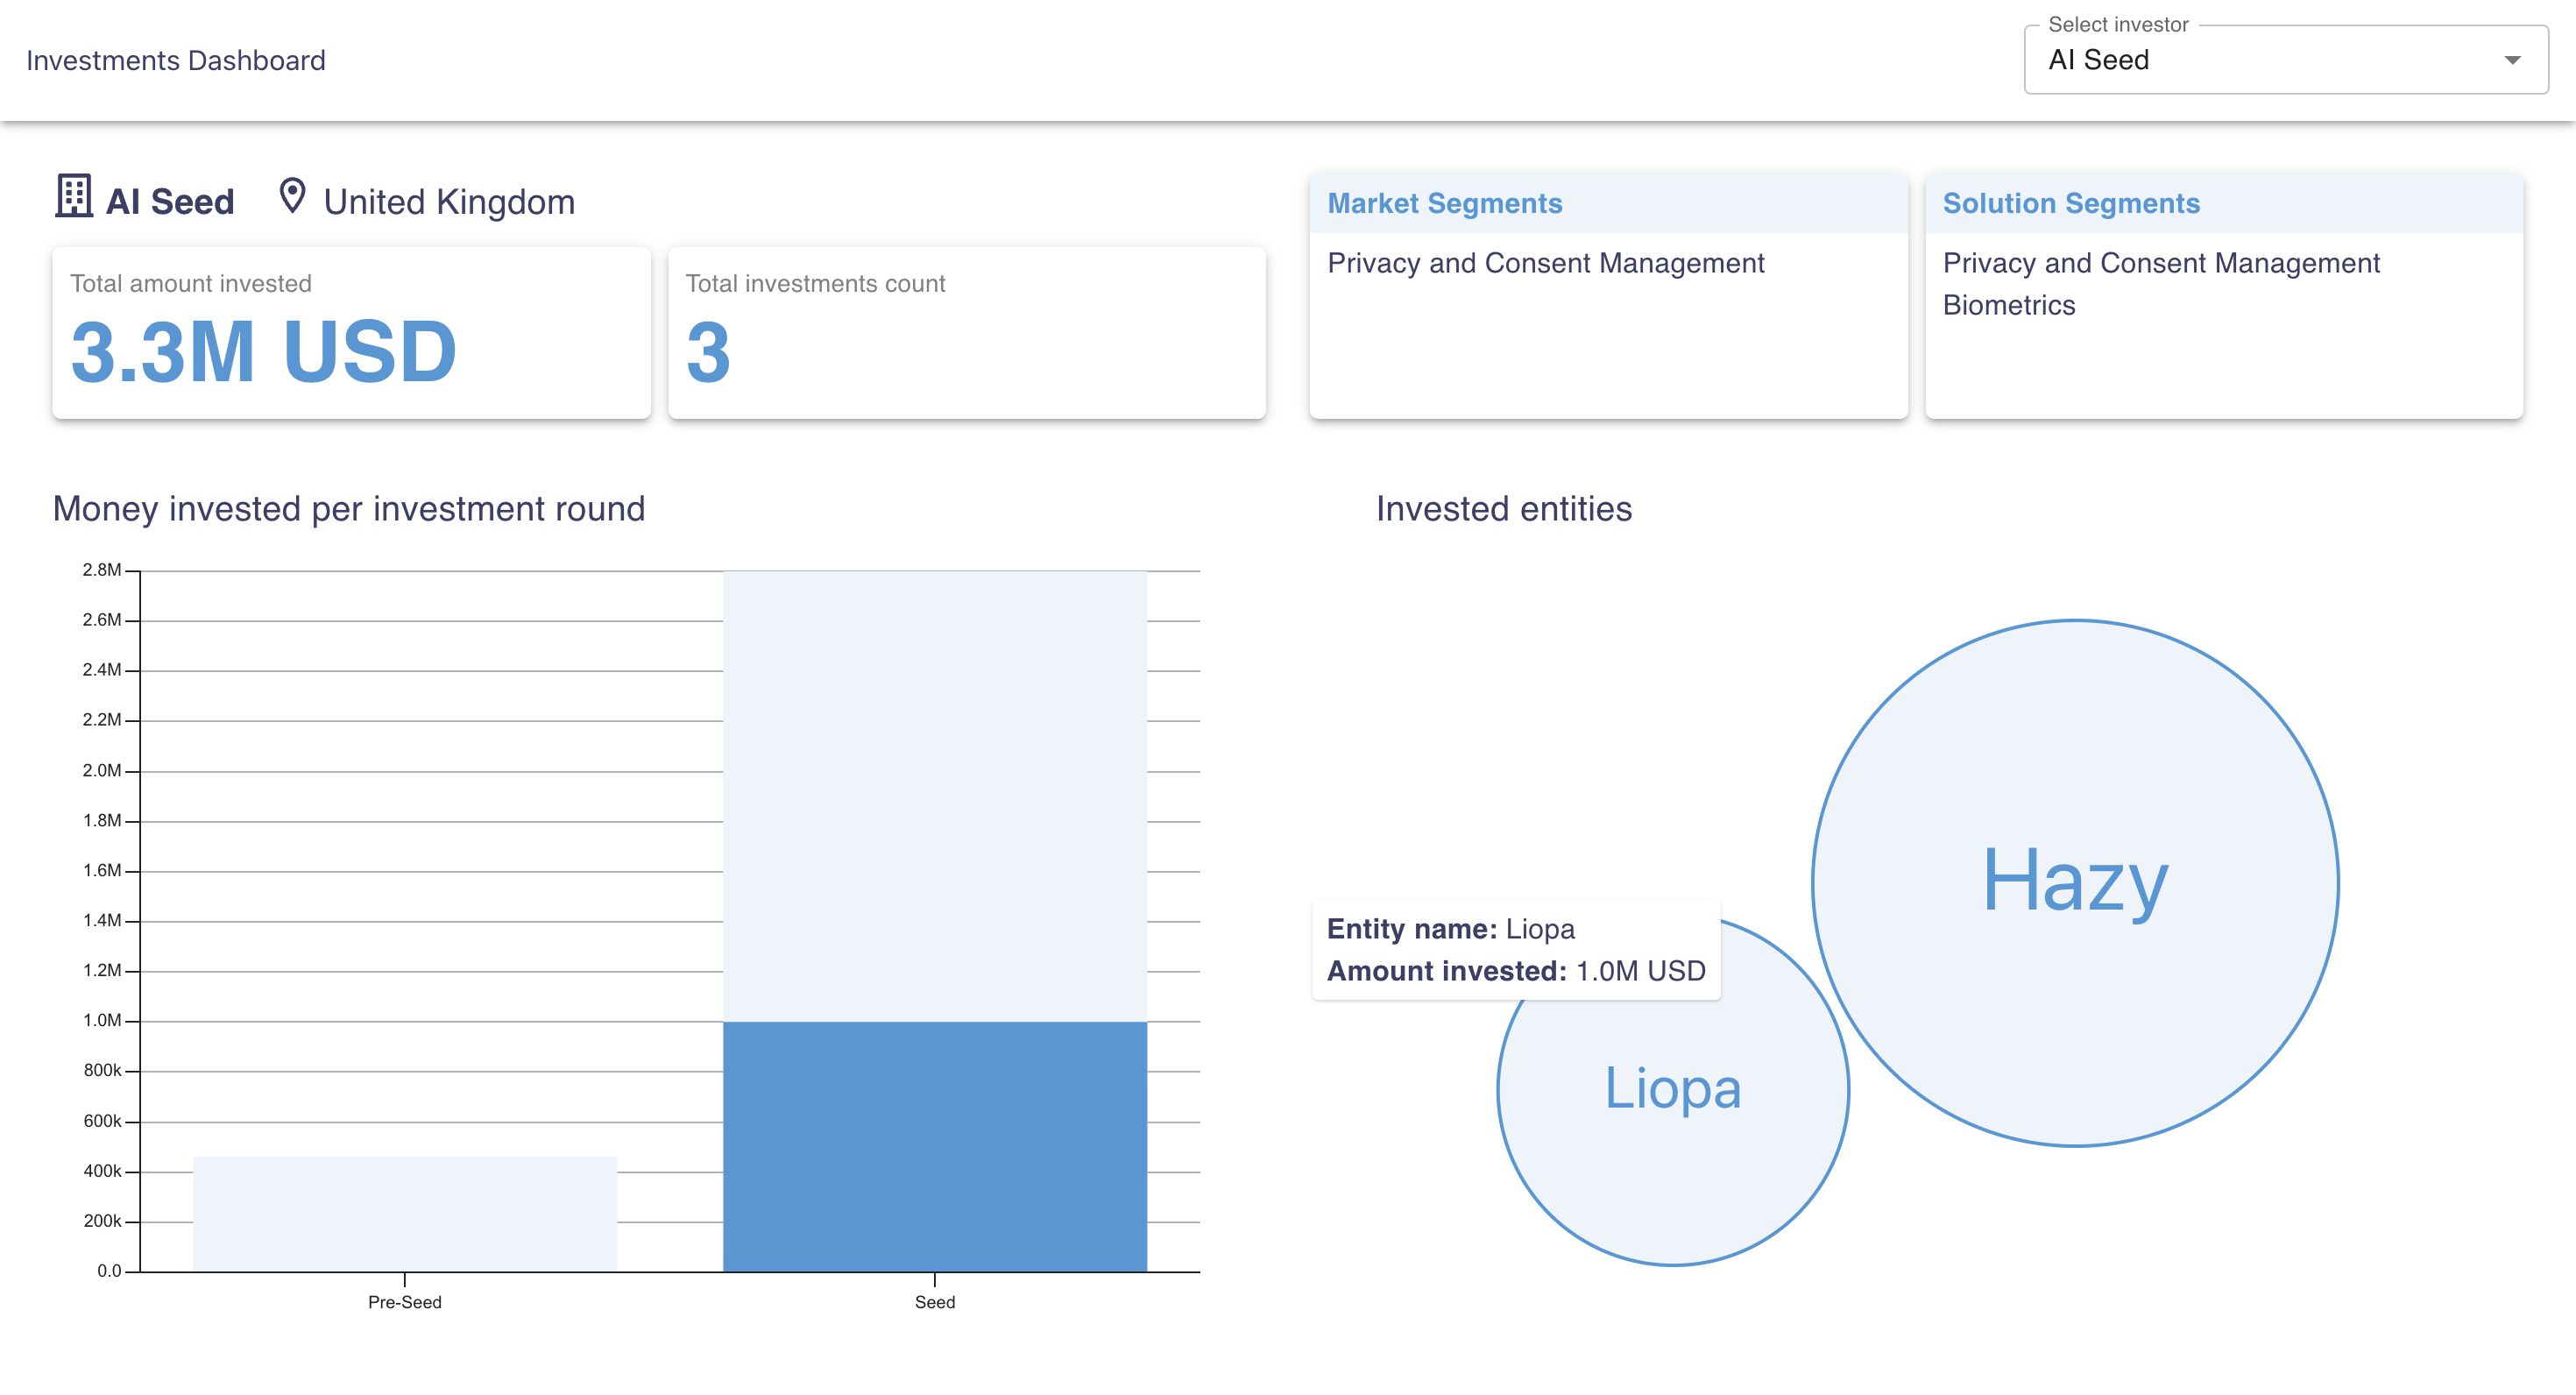 Investments Dashboard
Select investor
AI Seed
AI Seed
United Kingdom
Total amount invested
3.3M USD
Total investments count
3
Market Segments
Privacy and Consent Management
Solution Segments
Privacy and Consent Management
Biometrics
Money invested per investment round
2.8M
2.6M
2.4M
2.2M
2.0M
1.8M
1.6M
1.4M
1.2M
1.0M
800k
600k
400k
200k
0.0
Pre-Seed
Seed
Invested entities
Hazy
Entity name: Liopa
Amount invested: 1.0M USD
Liopa